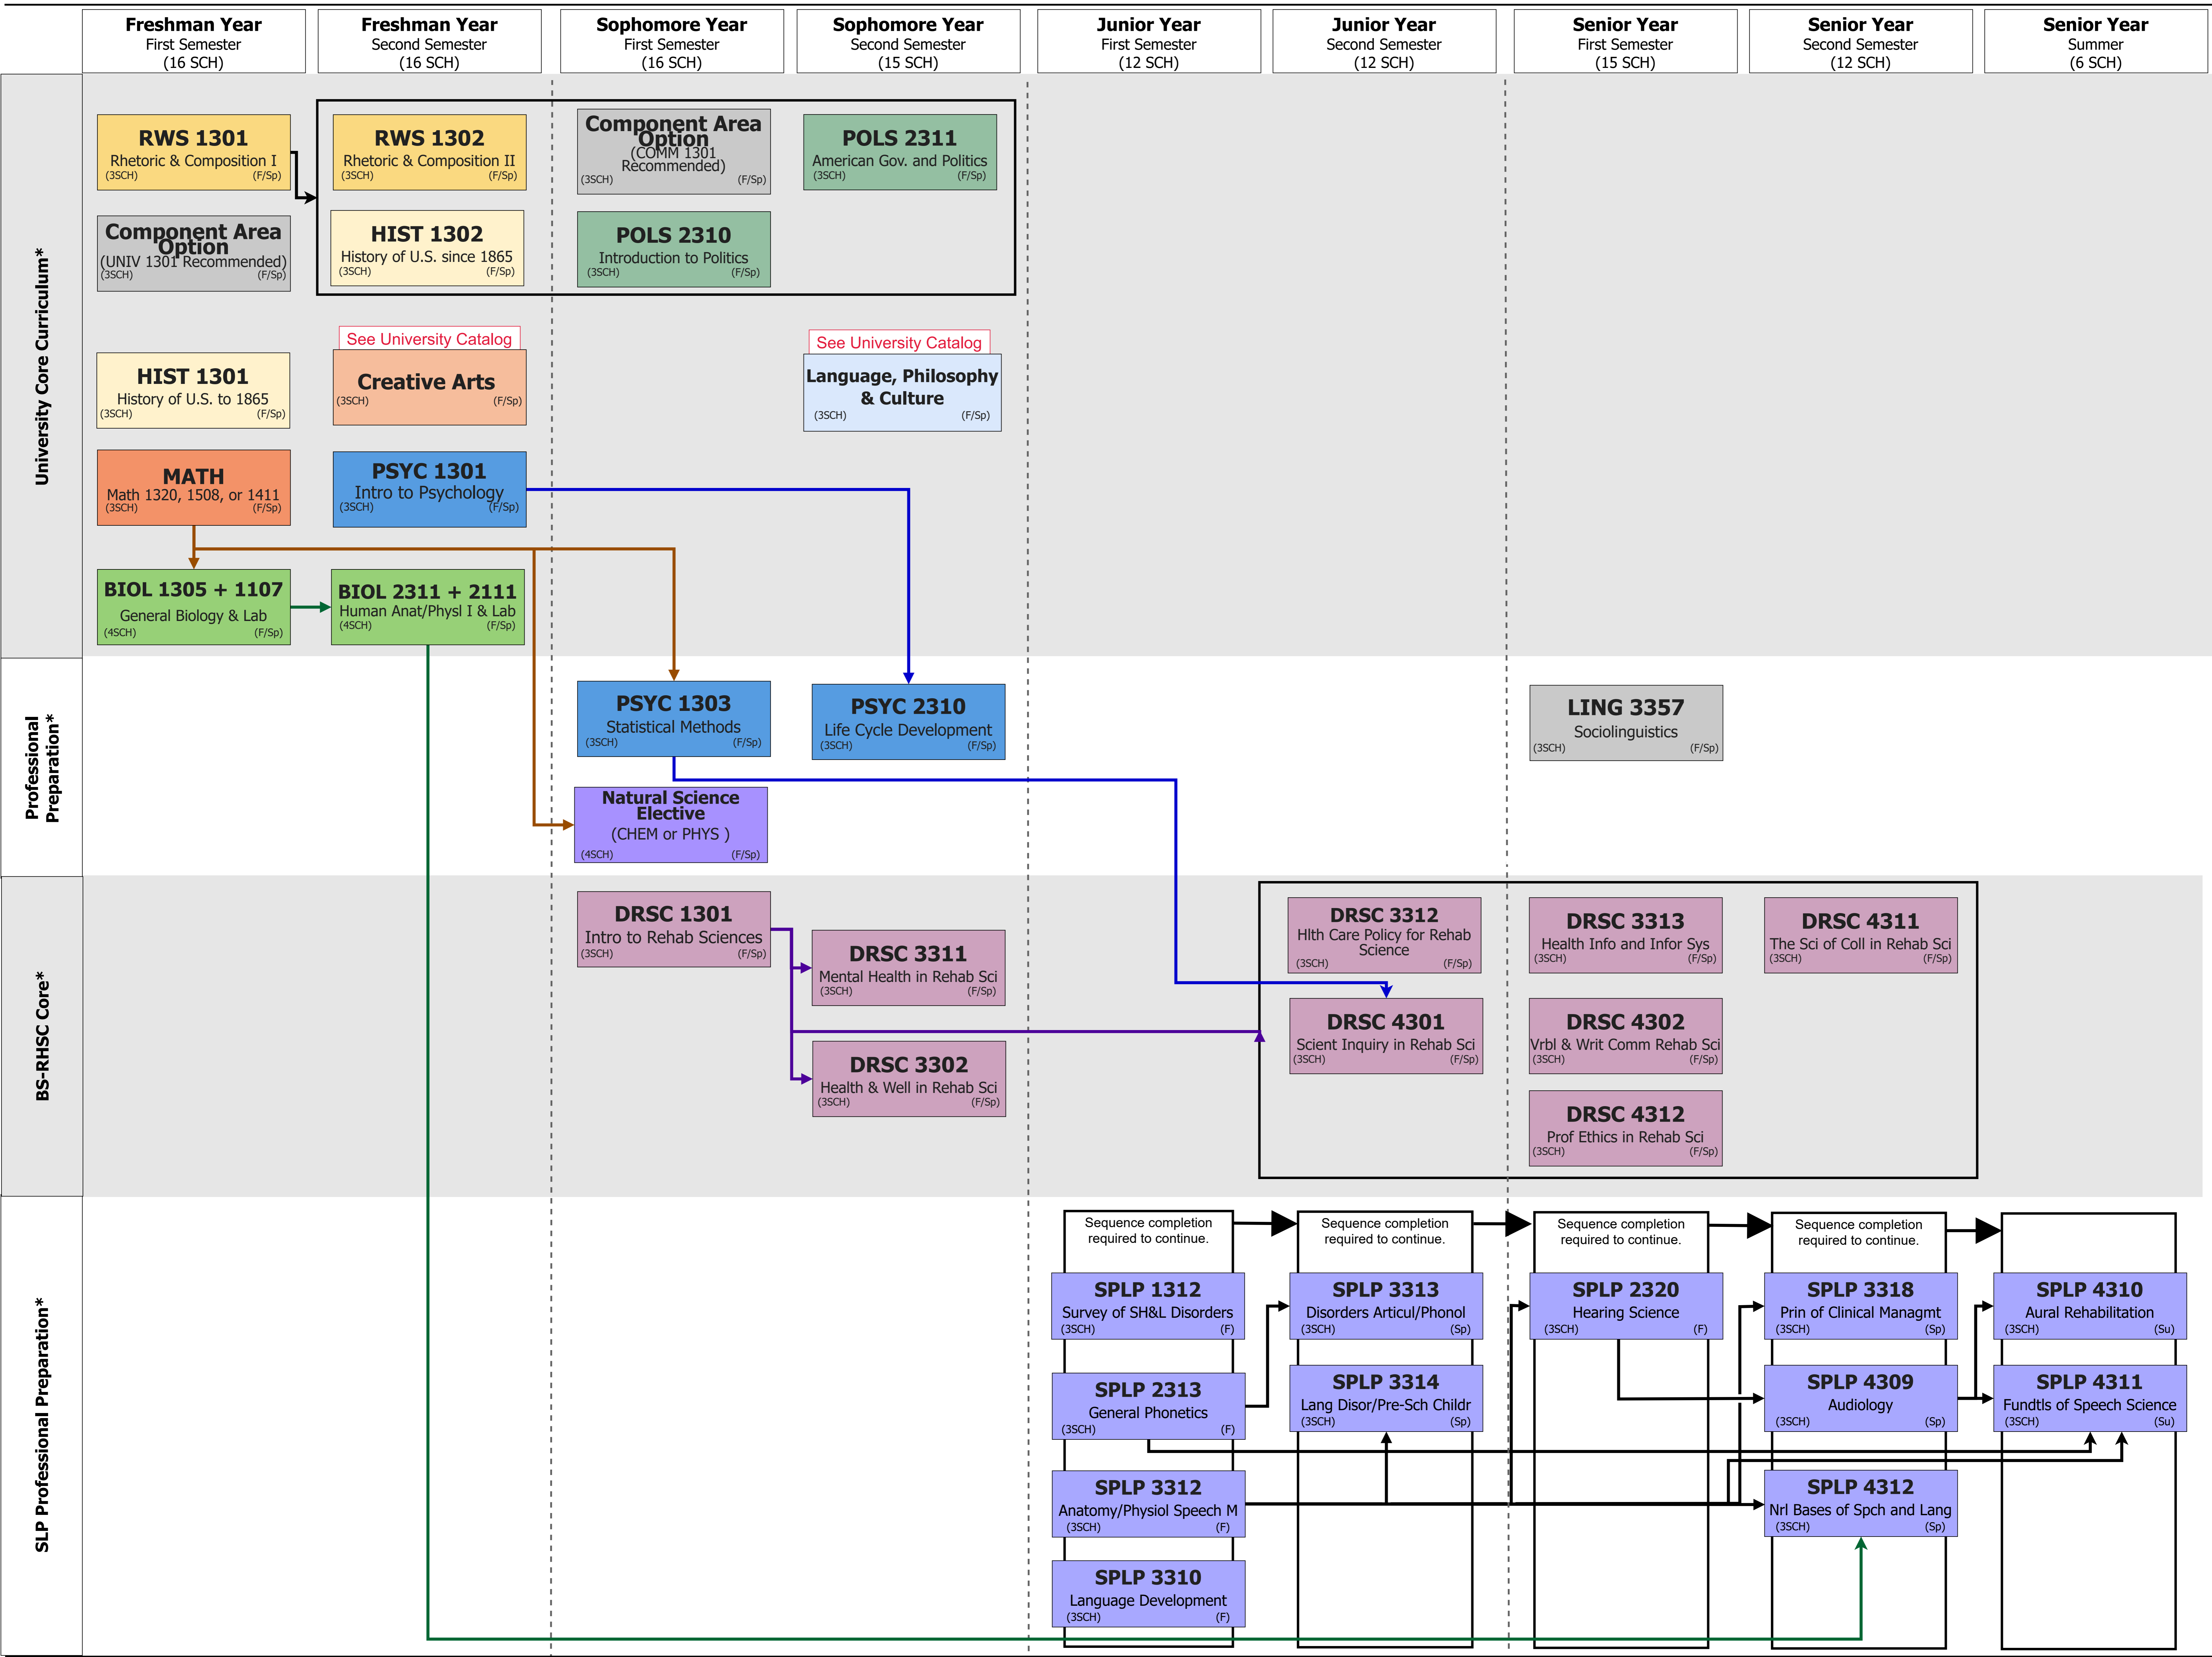 Freshman Year
First Semester
(16 SCH)
Freshman Year
Second Semester
(16 SCH)
Sophomore Year
First Semester
(16 SCH)
Sophomore Year
Second Semester
(15 SCH)
Junior Year
First Semester
(12 SCH)
Junior Year
Second Semester
(12 SCH)
Senior Year
First Semester
(15 SCH)
Senior Year
Second Semester
(12 SCH)
Senior Year
Summer
(6 SCH)
University Core Curriculum*
RWS 1301
Rhetoric & Composition I
(3SCH) (F/Sp)
RWS 1302
Rhetoric & Composition II
(3SCH) (F/Sp)
Component Area
Option
(COMM 1301
Recommended)
(3SCH) (F/Sp)
POLS 2311
American Gov. and Politics
(3SCH) (F/Sp)
Component Area
Option
(UNIV 1301 Recommended)
(3SCH) (F/Sp)
HIST 1302
History of U.S. since 1865
(3SCH) (F/Sp)
POLS 2310
Introduction to Politics
(3SCH) (F/Sp)
HIST 1301
History of U.S. to 1865
(3SCH) (F/Sp)
See University Catalog
Creative Arts
(3SCH) (F/Sp)
See University Catalog
Language, Philosophy
& Culture
(3SCH) (F/Sp)
MATH
Math 1320, 1508, or 1411
(3SCH) (F/Sp)
PSYC 1301
Intro to Psychology
(3SCH) (F/Sp)
BIOL 1305 + 1107
General Biology & Lab
(4SCH) (F/Sp)
BIOL 2311 + 2111
Human Anat/Physl I & Lab
(4SCH) (F/Sp)
Professional
Preparation*
PSYC 1303
Statistical Methods
(3SCH) (F/Sp)
PSYC 2310
Life Cycle Development
(3SCH) (F/Sp)
LING 3357
Sociolinguistics
(3SCH) (F/Sp)
Natural Science
Elective
(CHEM or PHYS )
(4SCH) (F/Sp)
BS-RHSC Core*
DRSC 1301
Intro to Rehab Sciences
(3SCH) (F/Sp)
DRSC 3311
Mental Health in Rehab Sci
(3SCH) (F/Sp)
DRSC 3302
Health & Well in Rehab Sci
(3SCH) (F/Sp)
DRSC 3312
Hlth Care Policy for Rehab
Science
(3SCH) (F/Sp)
DRSC 3313
Health Info and Infor Sys
(3SCH) (F/Sp)
DRSC 4311
The Sci of Coll in Rehab Sci
(3SCH) (F/Sp)
DRSC 4301
Scient Inquiry in Rehab Sci
(3SCH) (F/Sp)
DRSC 4302
Vrbl & Writ Comm Rehab Sci
(3SCH) (F/Sp)
DRSC 4312
Prof Ethics in Rehab Sci
(3SCH) (F/Sp)
SLP Professional Preparation*
Sequence completion
required to continue.
Sequence completion
required to continue.
Sequence completion
required to continue.
Sequence completion
required to continue.
SPLP 1312
Survey of SH&L Disorders
(3SCH) (F)
SPLP 3313
Disorders Articul/Phonol
(3SCH) (Sp)
SPLP 2320
Hearing Science
(3SCH) (F)
SPLP 3318
Prin of Clinical Managmt
(3SCH) (Sp)
SPLP 4310
Aural Rehabilitation
(3SCH) (Su)
SPLP 2313
General Phonetics
(3SCH) (F)
SPLP 3314
Lang Disor/Pre-Sch Childr
(3SCH) (Sp)
SPLP 4309
Audiology
(3SCH) (Sp)
SPLP 4311
Fundtls of Speech Science
(3SCH) (Su)
SPLP 3312
Anatomy/Physiol Speech M
(3SCH) (F)
SPLP 4312
Nrl Bases of Spch and Lang
(3SCH) (Sp)
SPLP 3310
Language Development
(3SCH) (F)